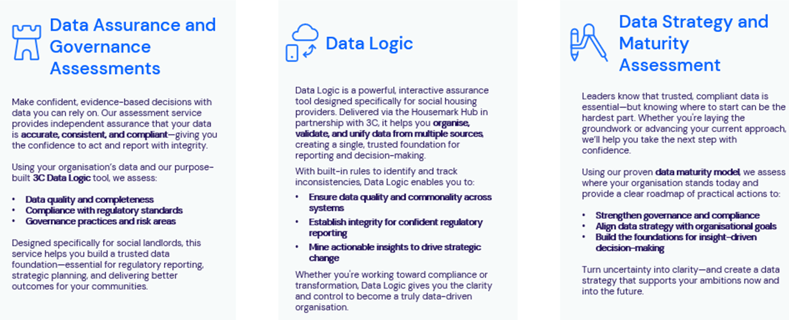 Data Assurance and
Governance
Assessments
Make confident, evidence-based decisions with
data you can rely on. Our assessment service
provides independent assurance that your data
is accurate, consistent, and compliant—giving you
the confidence to act and report with integrity.
Using your organisation's data and our purpose-
built 3C Data Logic tool, we assess:
• Data quality and completeness
• Compliance with regulatory standards
• Governance practices and risk areas
Designed specifically for social landlords, this
service helps you build a trusted data
foundation—essential for regulatory reporting,
strategic planning, and delivering better
outcomes for your communities.
Data Logic
Data Logic is a powerful, interactive assurance
tool designed specifically for social housing
providers. Delivered via the Housemark Hub in
partnership with 3C, it helps you organise,
validate, and unify data from multiple sources,
creating a single, trusted foundation for
reporting and decision-making.
With built-in rules to identify and track
inconsistencies, Data Logic enables you to:
• Ensure data quality and commonality across
systems
• Establish integrity for confident regulatory
reporting
• Mine actionable insights to drive strategic
change
Whether you're working toward compliance or
transformation, Data Logic gives you the clarity
and control to become a truly data-driven
organisation.
Data Strategy and
Maturity
Assessment
Leaders know that trusted, compliant data is
essential—but knowing where to start can be the
hardest part. Whether you're laying the
groundwork or advancing your current approach,
we'll help you take the next step with
confidence.
Using our proven data maturity model, we assess
where your organisation stands today and
provide a clear roadmap of practical actions to:
• Strengthen governance and compliance
• Align data strategy with organisational goals
• Build the foundations for insight-driven
decision-making
Turn uncertainty into clarity—and create a data
strategy that supports your ambitions now and
into the future.